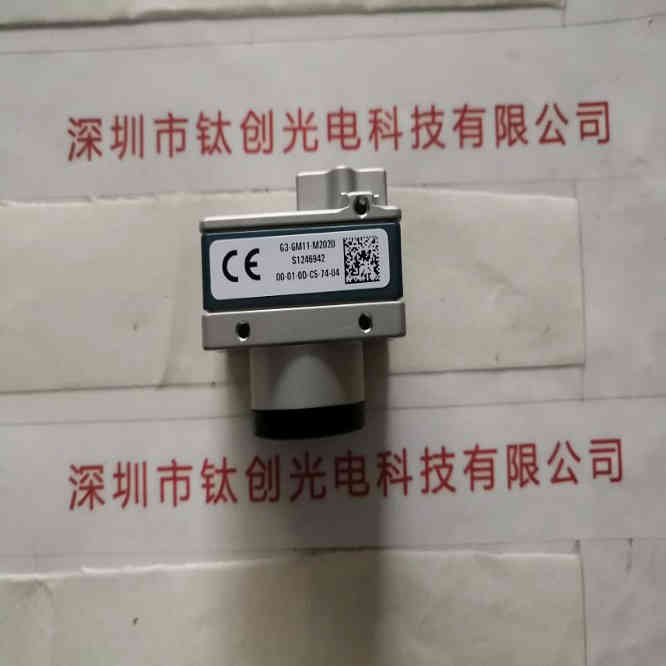 深圳市钛创光电科技有限公司
CE
G3-GM11-M2020
S1246942
00-01-0D-C5-74-04
深圳市钛创光电科技有限公司